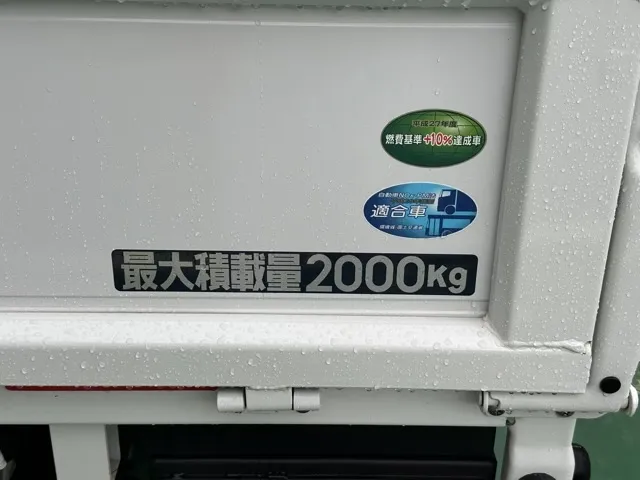 平成27年度
燃費基準+10%達成車
適合車
最大積載量2000Kg